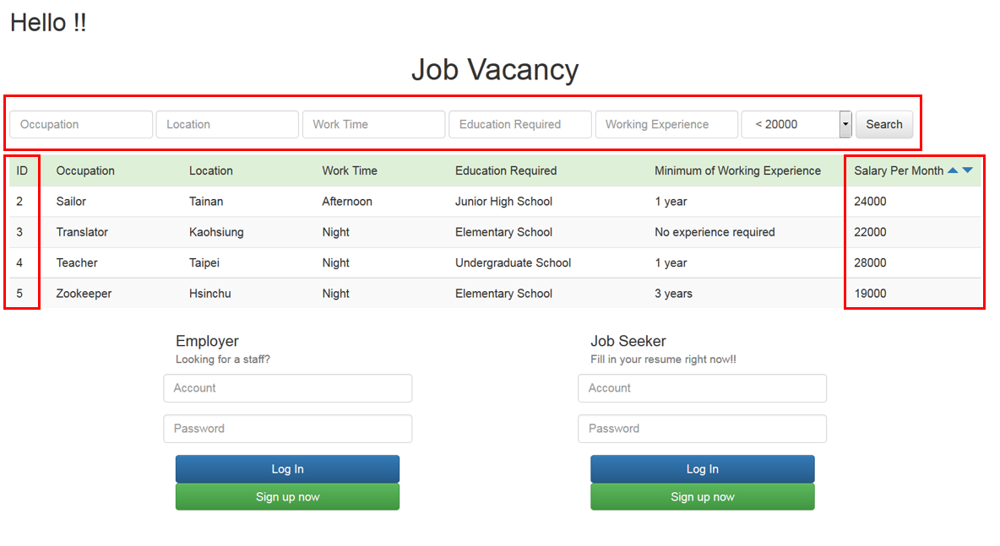 Hello !!
Job Vacancy
Occupation Location Work Time Education Required Working Experience < 20000 Search
ID Occupation Location Work Time Education Required Minimum of Working Experience Salary Per Month
2 Sailor Tainan Afternoon Junior High School 1 year 24000
3 Translator Kaohsiung Night Elementary School No experience required 22000
4 Teacher Taipei Night Undergraduate School 1 year 28000
5 Zookeeper Hsinchu Night Elementary School 3 years 19000
Employer
Looking for a staff?
Account
Password
Log In
Sign up now
Job Seeker
Fill in your resume right now!!
Account
Password
Log In
Sign up now